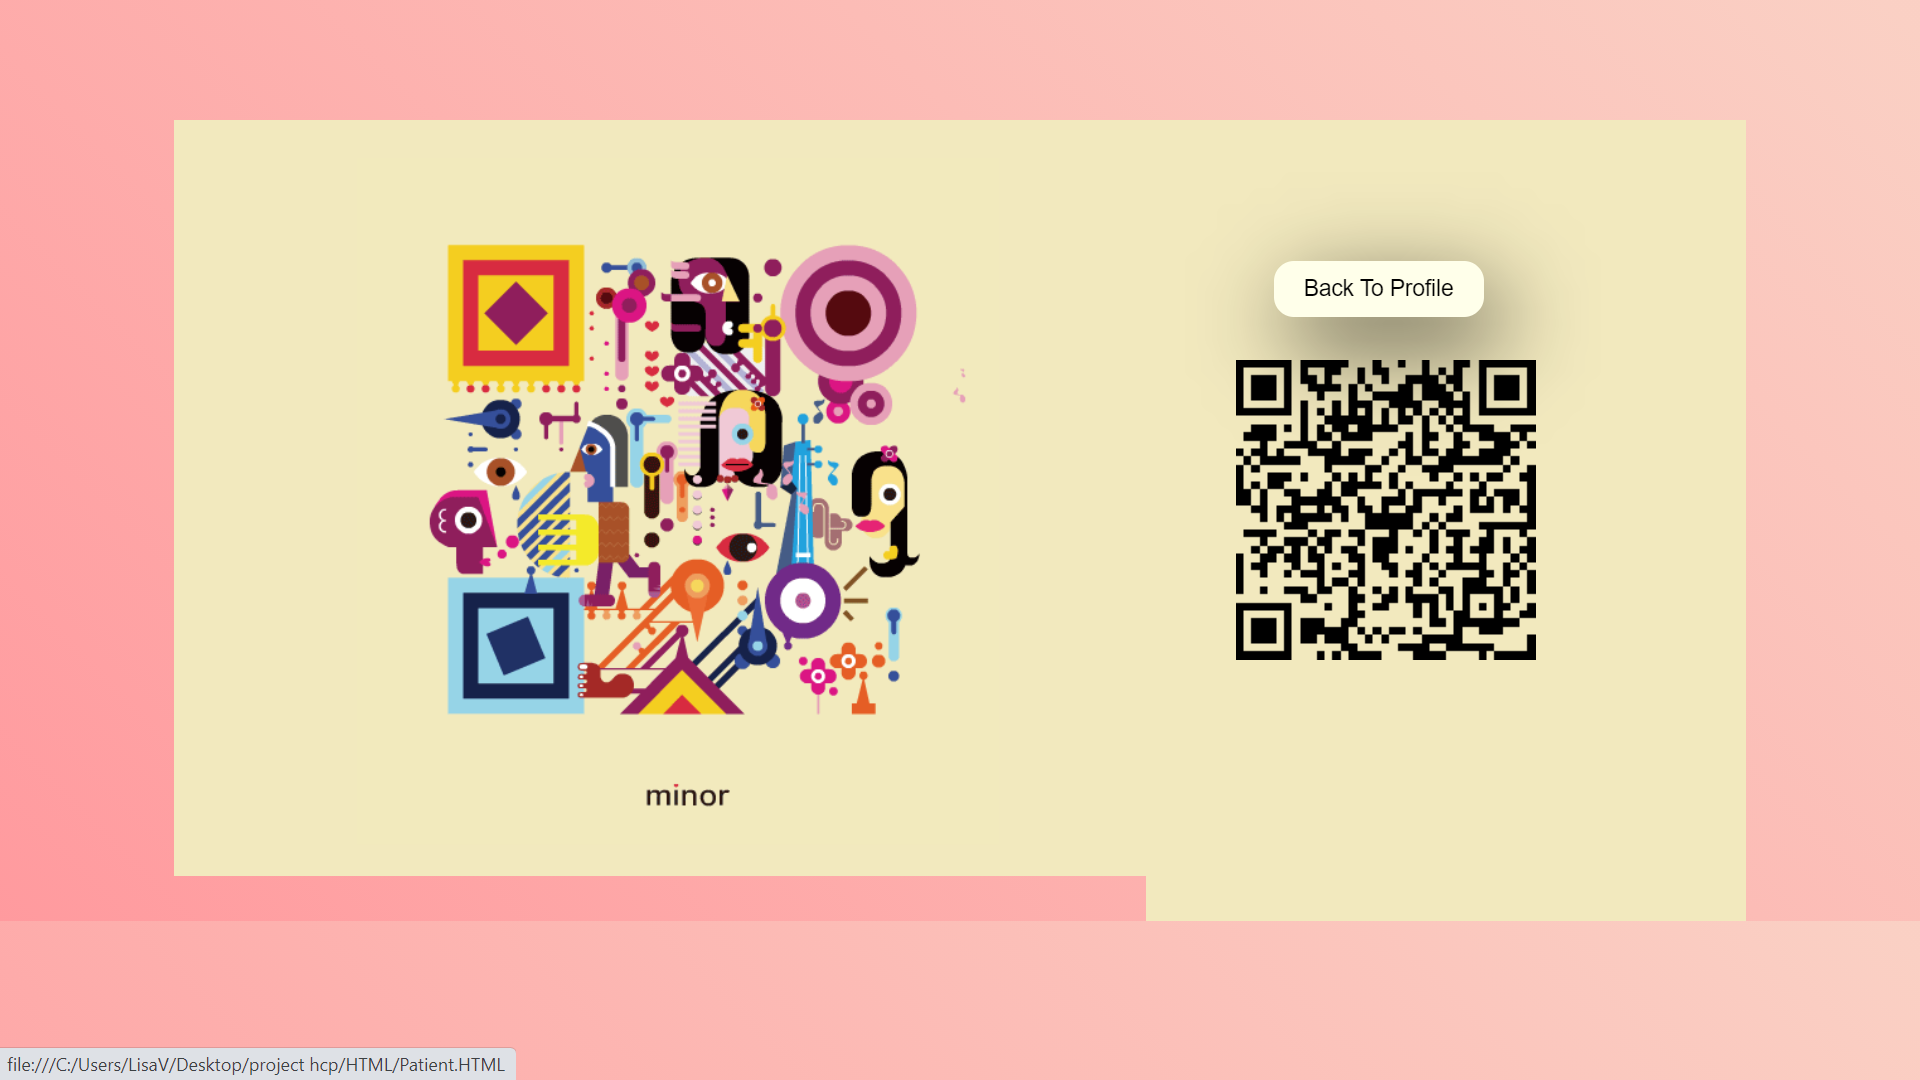 Back To Profile
minor
file:///C:/Users/LisaV/Desktop/project hcp/HTML/Patient.HTML